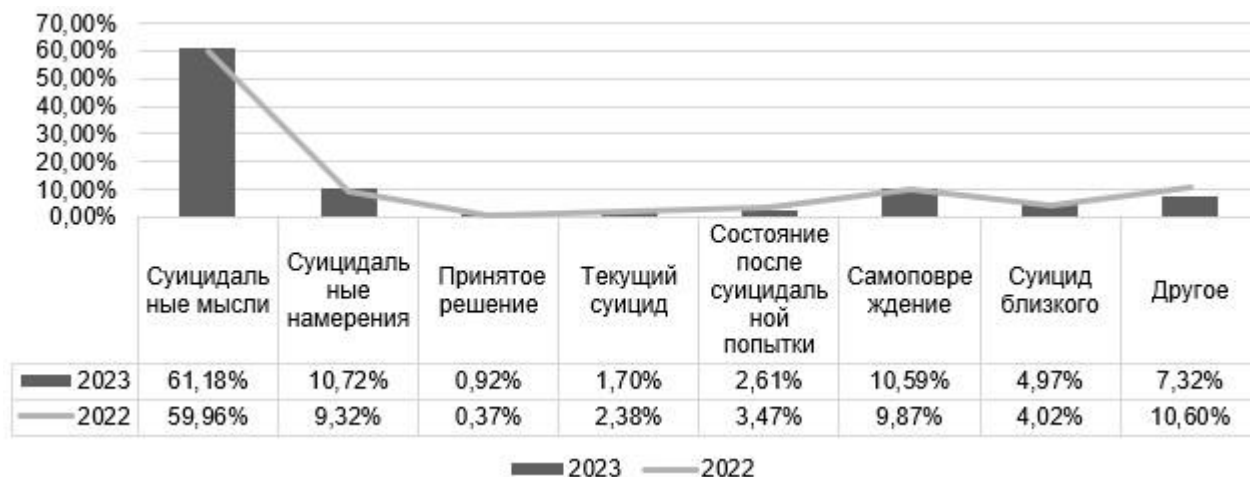 70,00%
60,00%
50,00%
40,00%
30,00%
20,00%
10,00%
0,00%
Суицидаль
ные мысли
Суицидаль
ные
намерения
Принятое
решение
Текущий
суицид
Состояние
после
суицидаль
ной
попытки
Самоповре
ждение
Суицид
близкого
Другое
2023 61,18% 10,72% 0,92% 1,70% 2,61% 10,59% 4,97% 7,32%
2022 59,96% 9,32% 0,37% 2,38% 3,47% 9,87% 4,02% 10,60%
2023 2022